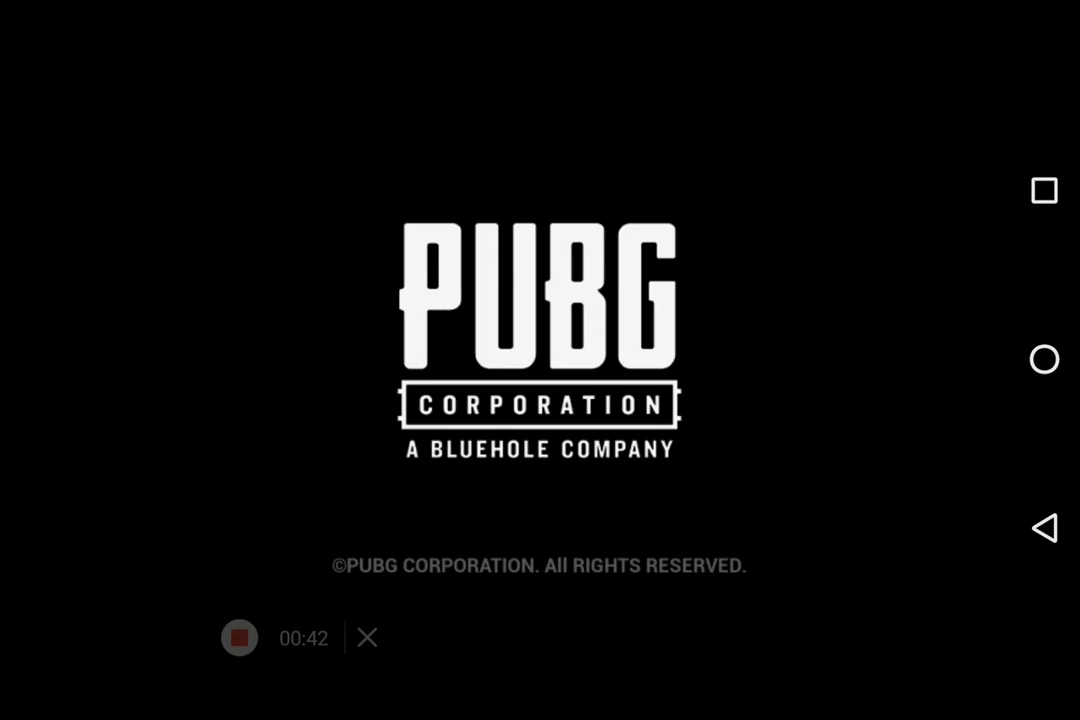 PUBG
CORPORATION
A BLUEHOLE COMPANY
©PUBG CORPORATION. All RIGHTS RESERVED.
00:42